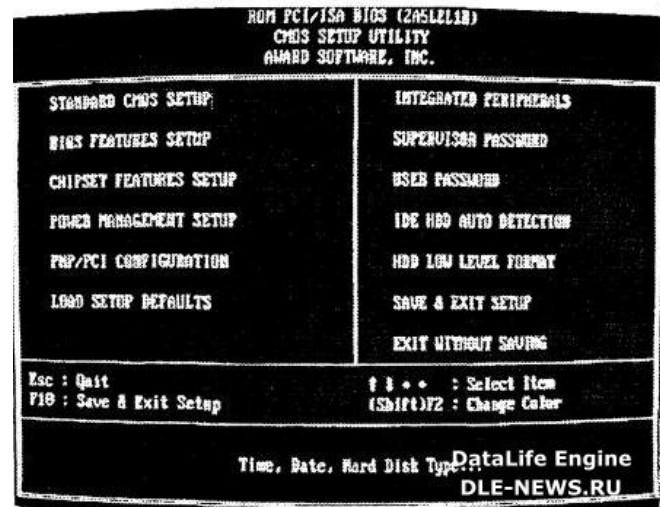 ROM PCI/ISA BIOS (2A5LEL1B)
CMOS SETUP UTILITY
AWARD SOFTWARE, INC.
STANDARD CMOS SETUP
BIOS FEATURES SETUP
CHIPSET FEATURES SETUP
POWER MANAGEMENT SETUP
PNP/PCI CONFIGURATION
LOAD SETUP DEFAULTS
INTEGRATED PERIPHERALS
SUPERVISOR PASSWORD
USER PASSWORD
IDE HDD AUTO DETECTION
HDD LOW LEVEL FORMAT
SAVE & EXIT SETUP
EXIT WITHOUT SAVING
Esc : Quit
F10 : Save & Exit Setup
: Select Item
(Shift)F2 : Change Color
Time, Date, Hard Disk Type...
DataLife Engine
DLE-NEWS.RU